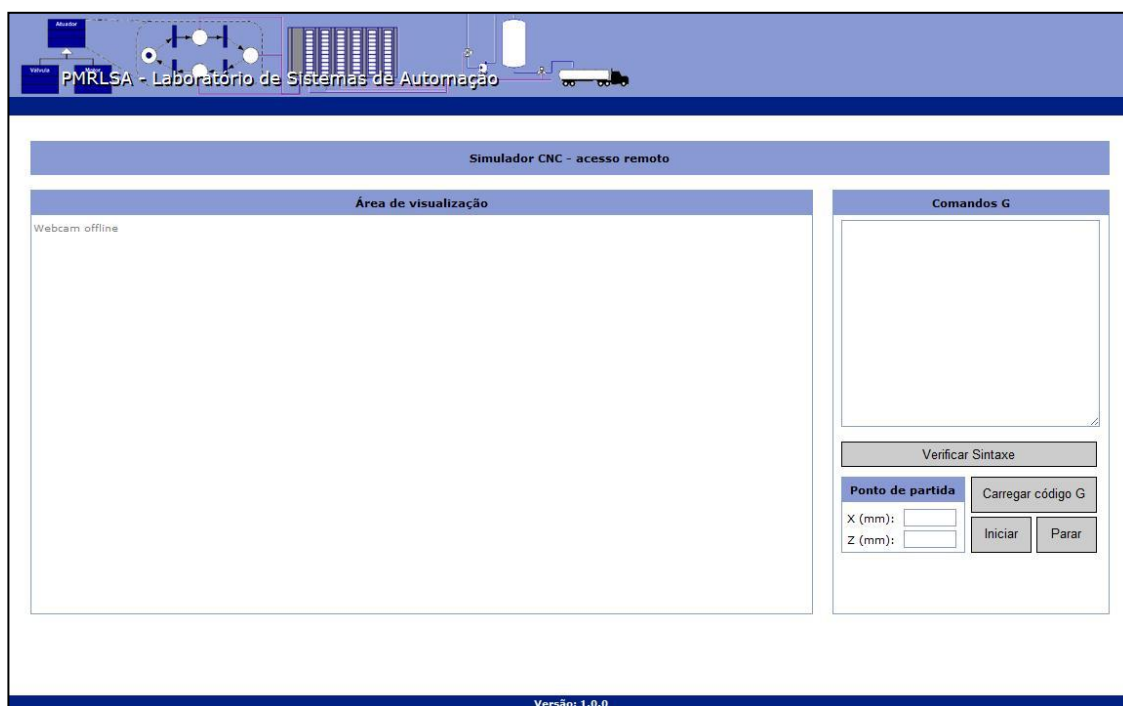 Atuador
Válvula
Motor
PMRLSA - Laboratório de Sistemas de Automação
Simulador CNC - acesso remoto
Área de visualização
Webcam offline
Comandos G
Verificar Sintaxe
Ponto de partida
X (mm):
Z (mm):
Carregar código G
Iniciar
Parar
Versão: 1.0.0